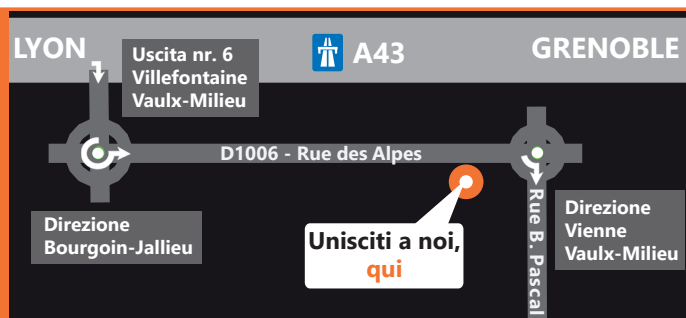 LYON
Uscita nr. 6
Villefontaine
Vaulx-Milieu
A43
GRENOBLE
D1006 - Rue des Alpes
Direzione
Bourgoin-Jallieu
Unisciti a noi,
qui
Rue B. Pascal
Direzione
Vienne
Vaulx-Milieu